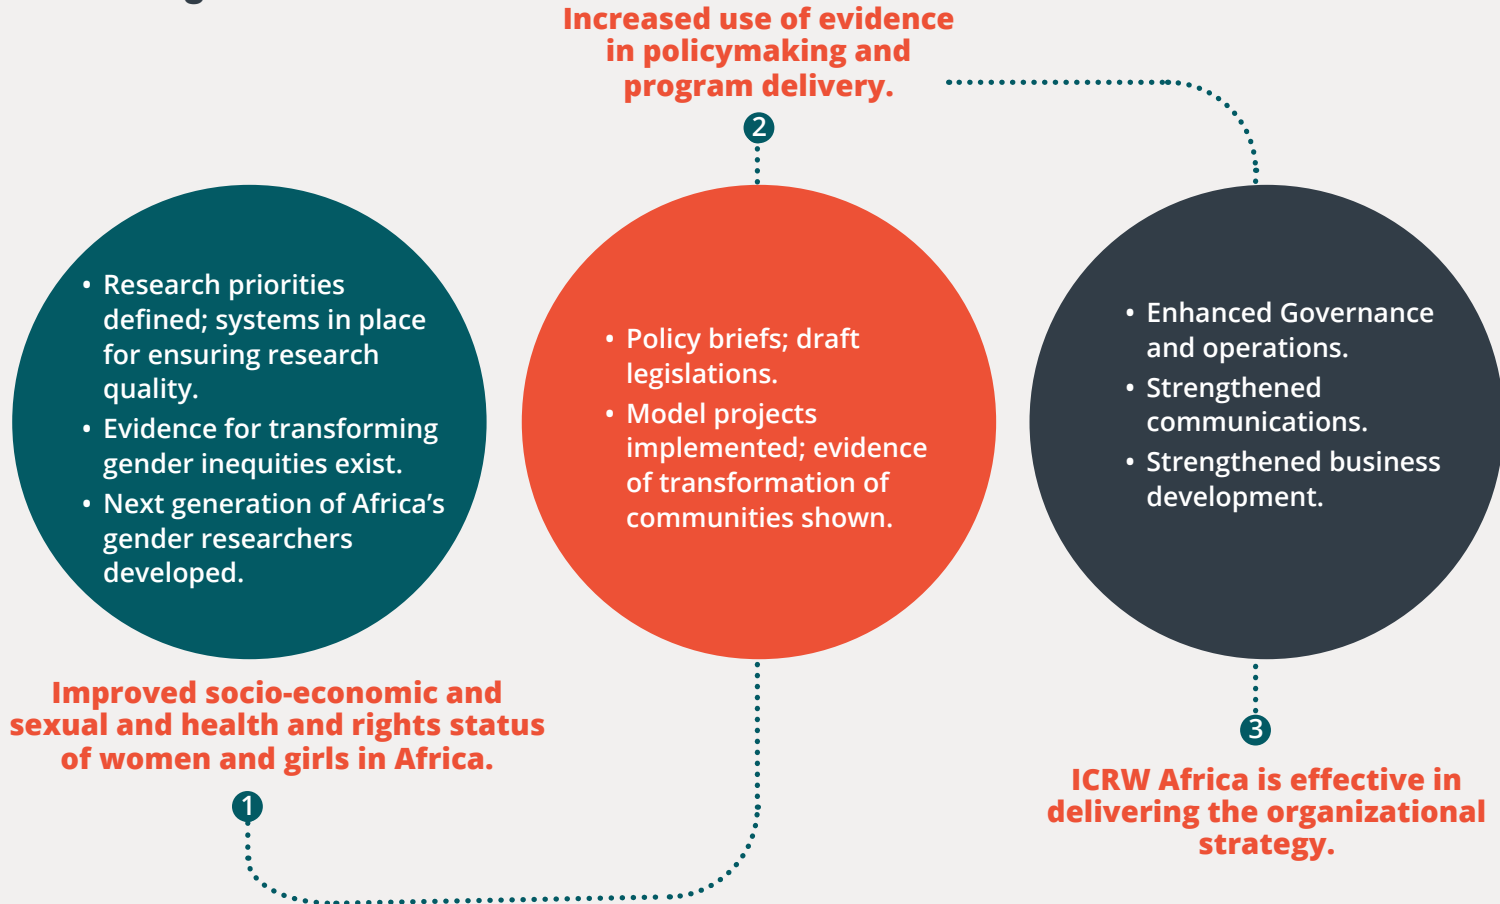 Increased use of evidence
in policymaking and
program delivery.
2
• Research priorities
defined; systems in place
for ensuring research
quality.
• Evidence for transforming
gender inequities exist.
• Next generation of Africa’s
gender researchers
developed.
• Policy briefs; draft
legislations.
• Model projects
implemented; evidence
of transformation of
communities shown.
• Enhanced Governance
and operations.
• Strengthened
communications.
• Strengthened business
development.
Improved socio-economic and
sexual and health and rights status
of women and girls in Africa.
1
3
ICRW Africa is effective in
delivering the organizational
strategy.